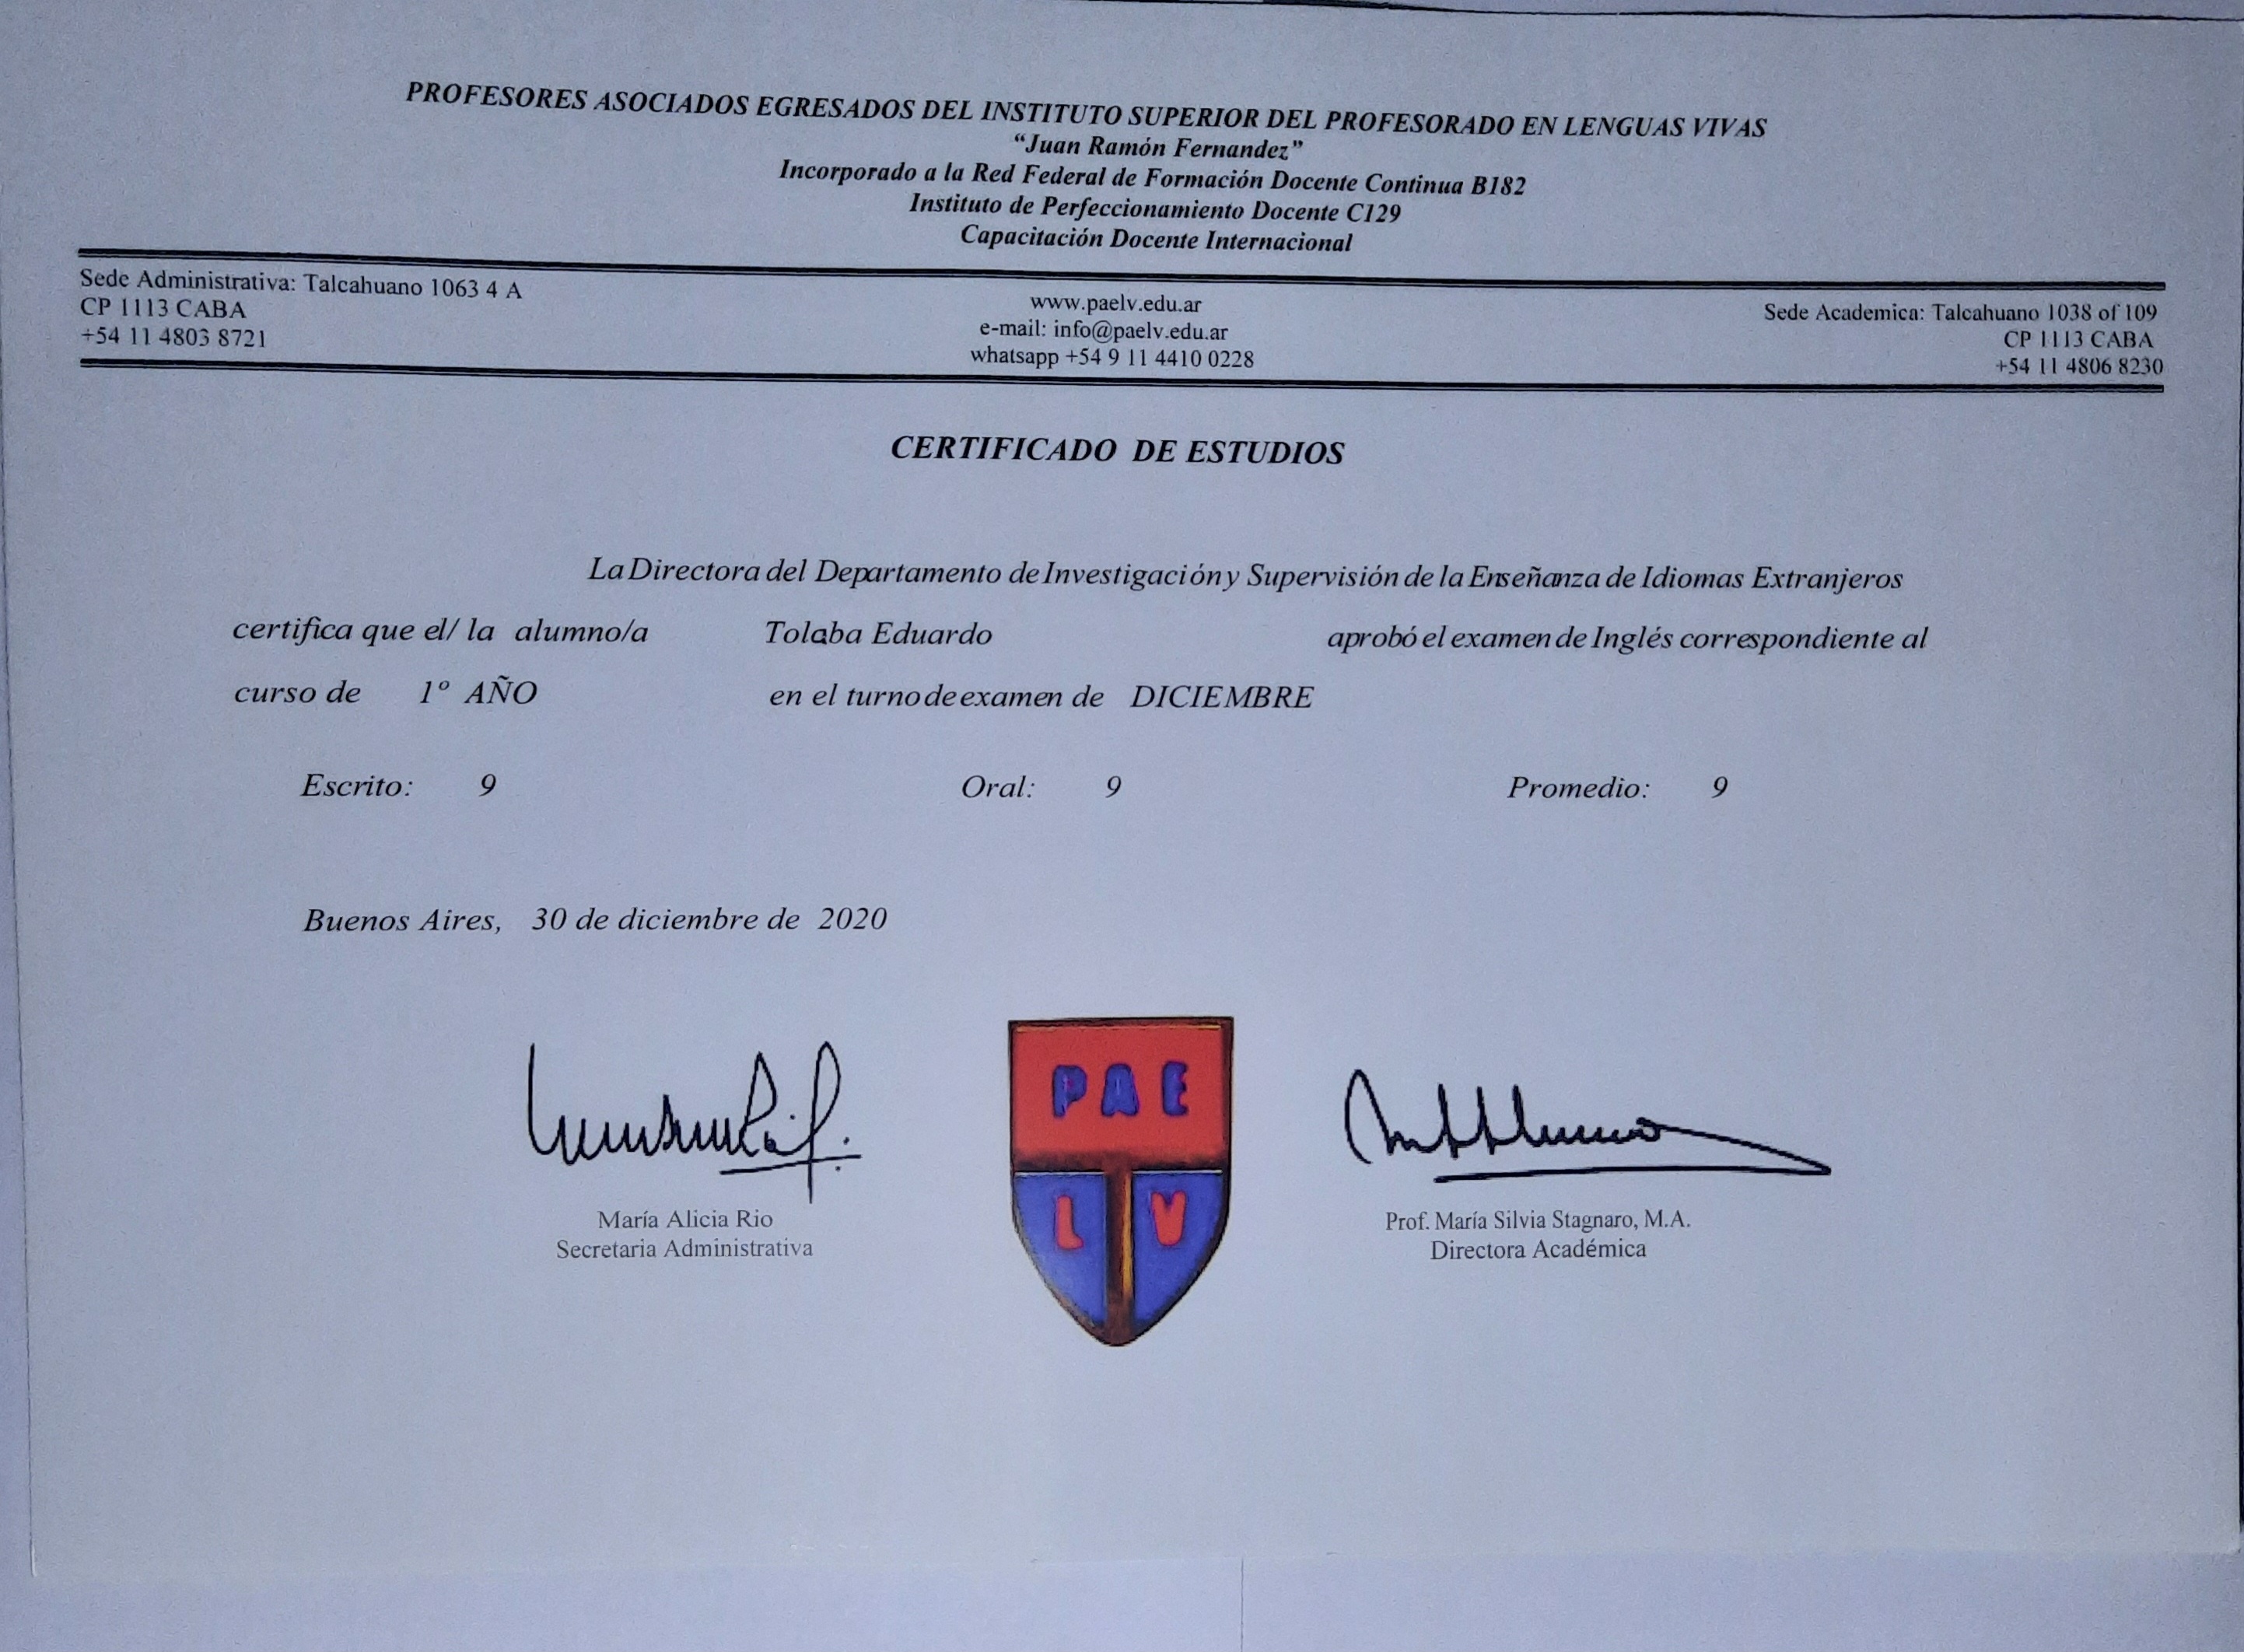 PROFESORES ASOCIADOS EGRESADOS DEL INSTITUTO SUPERIOR DEL PROFESORADO EN LENGUAS VIVAS
“Juan Ramón Fernandez”
Incorporado a la Red Federal de Formación Docente Continua B182
Instituto de Perfeccionamiento Docente C129
Capacitación Docente Internacional
Sede Administrativa: Talcahuano 1063 4 A
CP 1113 CABA
+54 11 4803 8721
www.paelv.edu.ar
e-mail: info@paelv.edu.ar
whatsapp +54 9 11 4410 0228
Sede Academica: Talcahuano 1038 of 109
CP 1113 CABA
+54 11 4806 8230
CERTIFICADO DE ESTUDIOS
La Directora del Departamento de Investigación y Supervisión de la Enseñanza de Idiomas Extranjeros
certifica que el/ la alumno/a Tolaba Eduardo aprobó el examen de Inglés correspondiente al
curso de 1° AÑO en el turno de examen de DICIEMBRE
Escrito: 9 Oral: 9 Promedio: 9
Buenos Aires, 30 de diciembre de 2020
PAE
L V
María Alicia Rio
Secretaria Administrativa
Prof. María Silvia Stagnaro, M.A.
Directora Académica